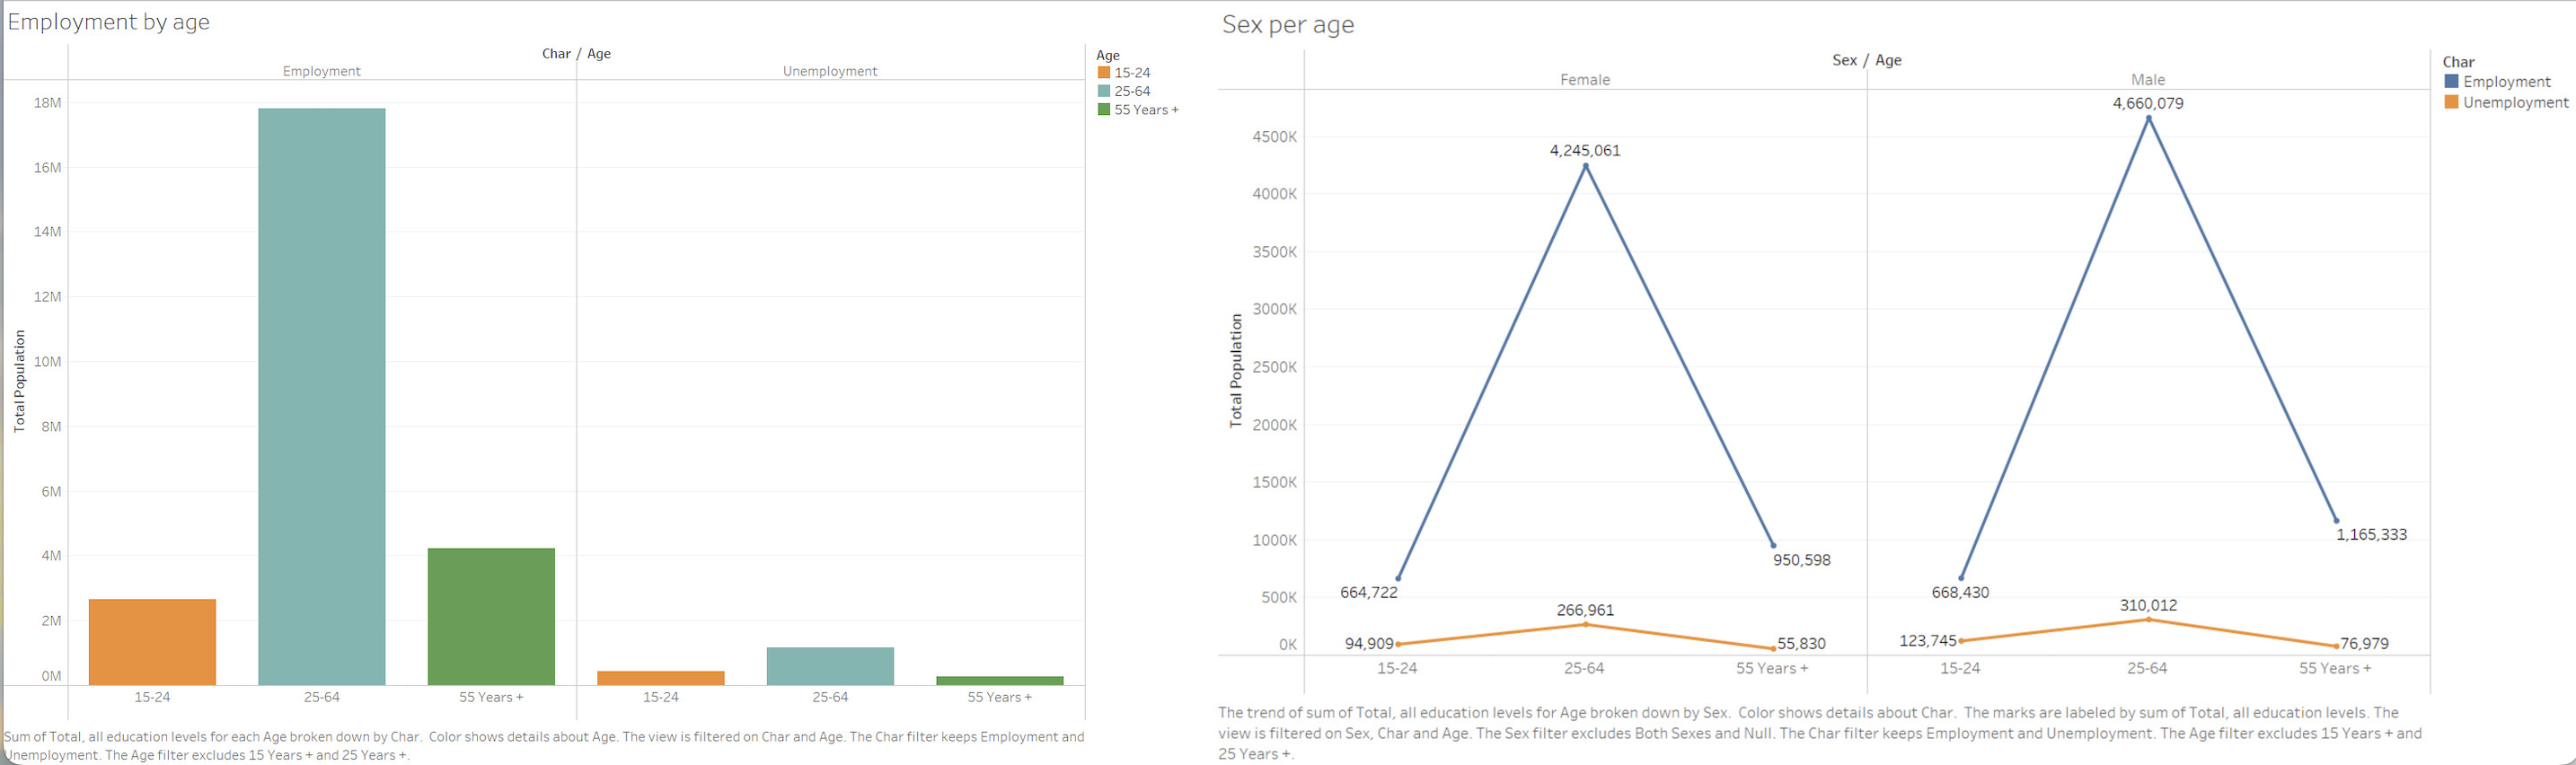 Employment by age
Char / Age
Employment
Unemployment
18M
16M
14M
12M
10M
8M
6M
4M
2M
0M
Total Population
15-24
25-64
55 Years +
15-24
25-64
55 Years +
Age
15-24
25-64
55 Years +
Sum of Total, all education levels for each Age broken down by Char. Color shows details about Age. The view is filtered on Char and Age. The Char filter keeps Employment and
Unemployment. The Age filter excludes 15 Years + and 25 Years +.
Sex per age
Sex / Age
Female
Male
4500K
4000K
3500K
3000K
2500K
2000K
1500K
1000K
500K
0K
Total Population
4,245,061
950,598
664,722
266,961
94,909
55,830
4,660,079
1,165,333
668,430
310,012
123,745
76,979
15-24
25-64
55 Years +
15-24
25-64
55 Years +
Char
Employment
Unemployment
The trend of sum of Total, all education levels for Age broken down by Sex. Color shows details about Char. The marks are labeled by sum of Total, all education levels. The
view is filtered on Sex, Char and Age. The Sex filter excludes Both Sexes and Null. The Char filter keeps Employment and Unemployment. The Age filter excludes 15 Years + and
25 Years +.